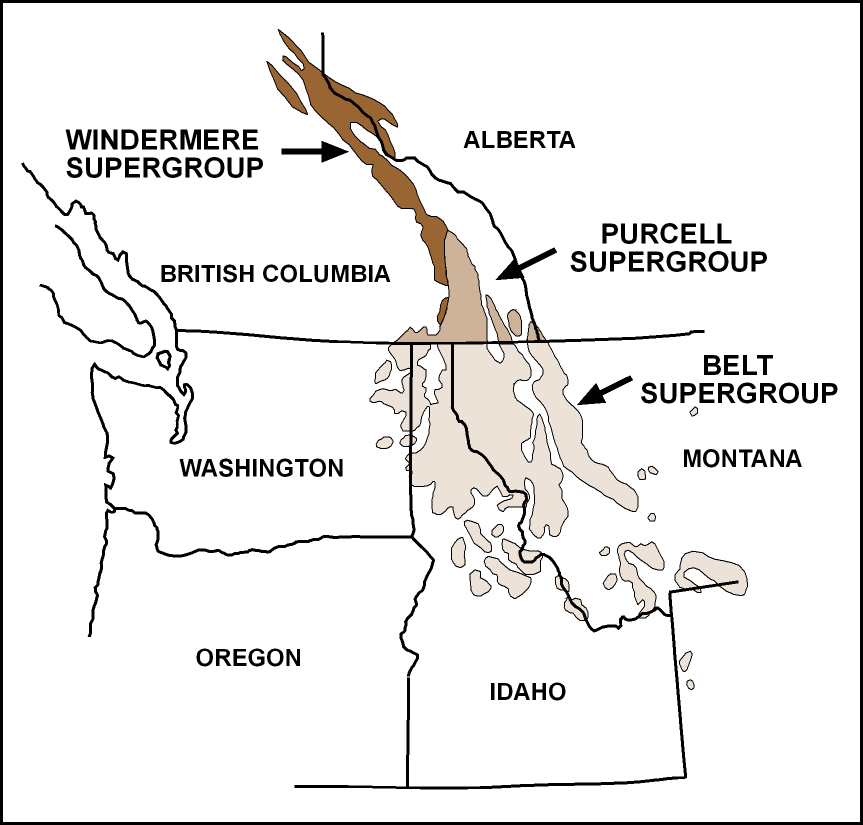 WINDERMERE
SUPERGROUP
ALBERTA
PURCELL
SUPERGROUP
BRITISH COLUMBIA
BELT
SUPERGROUP
WASHINGTON
MONTANA
OREGON
IDAHO